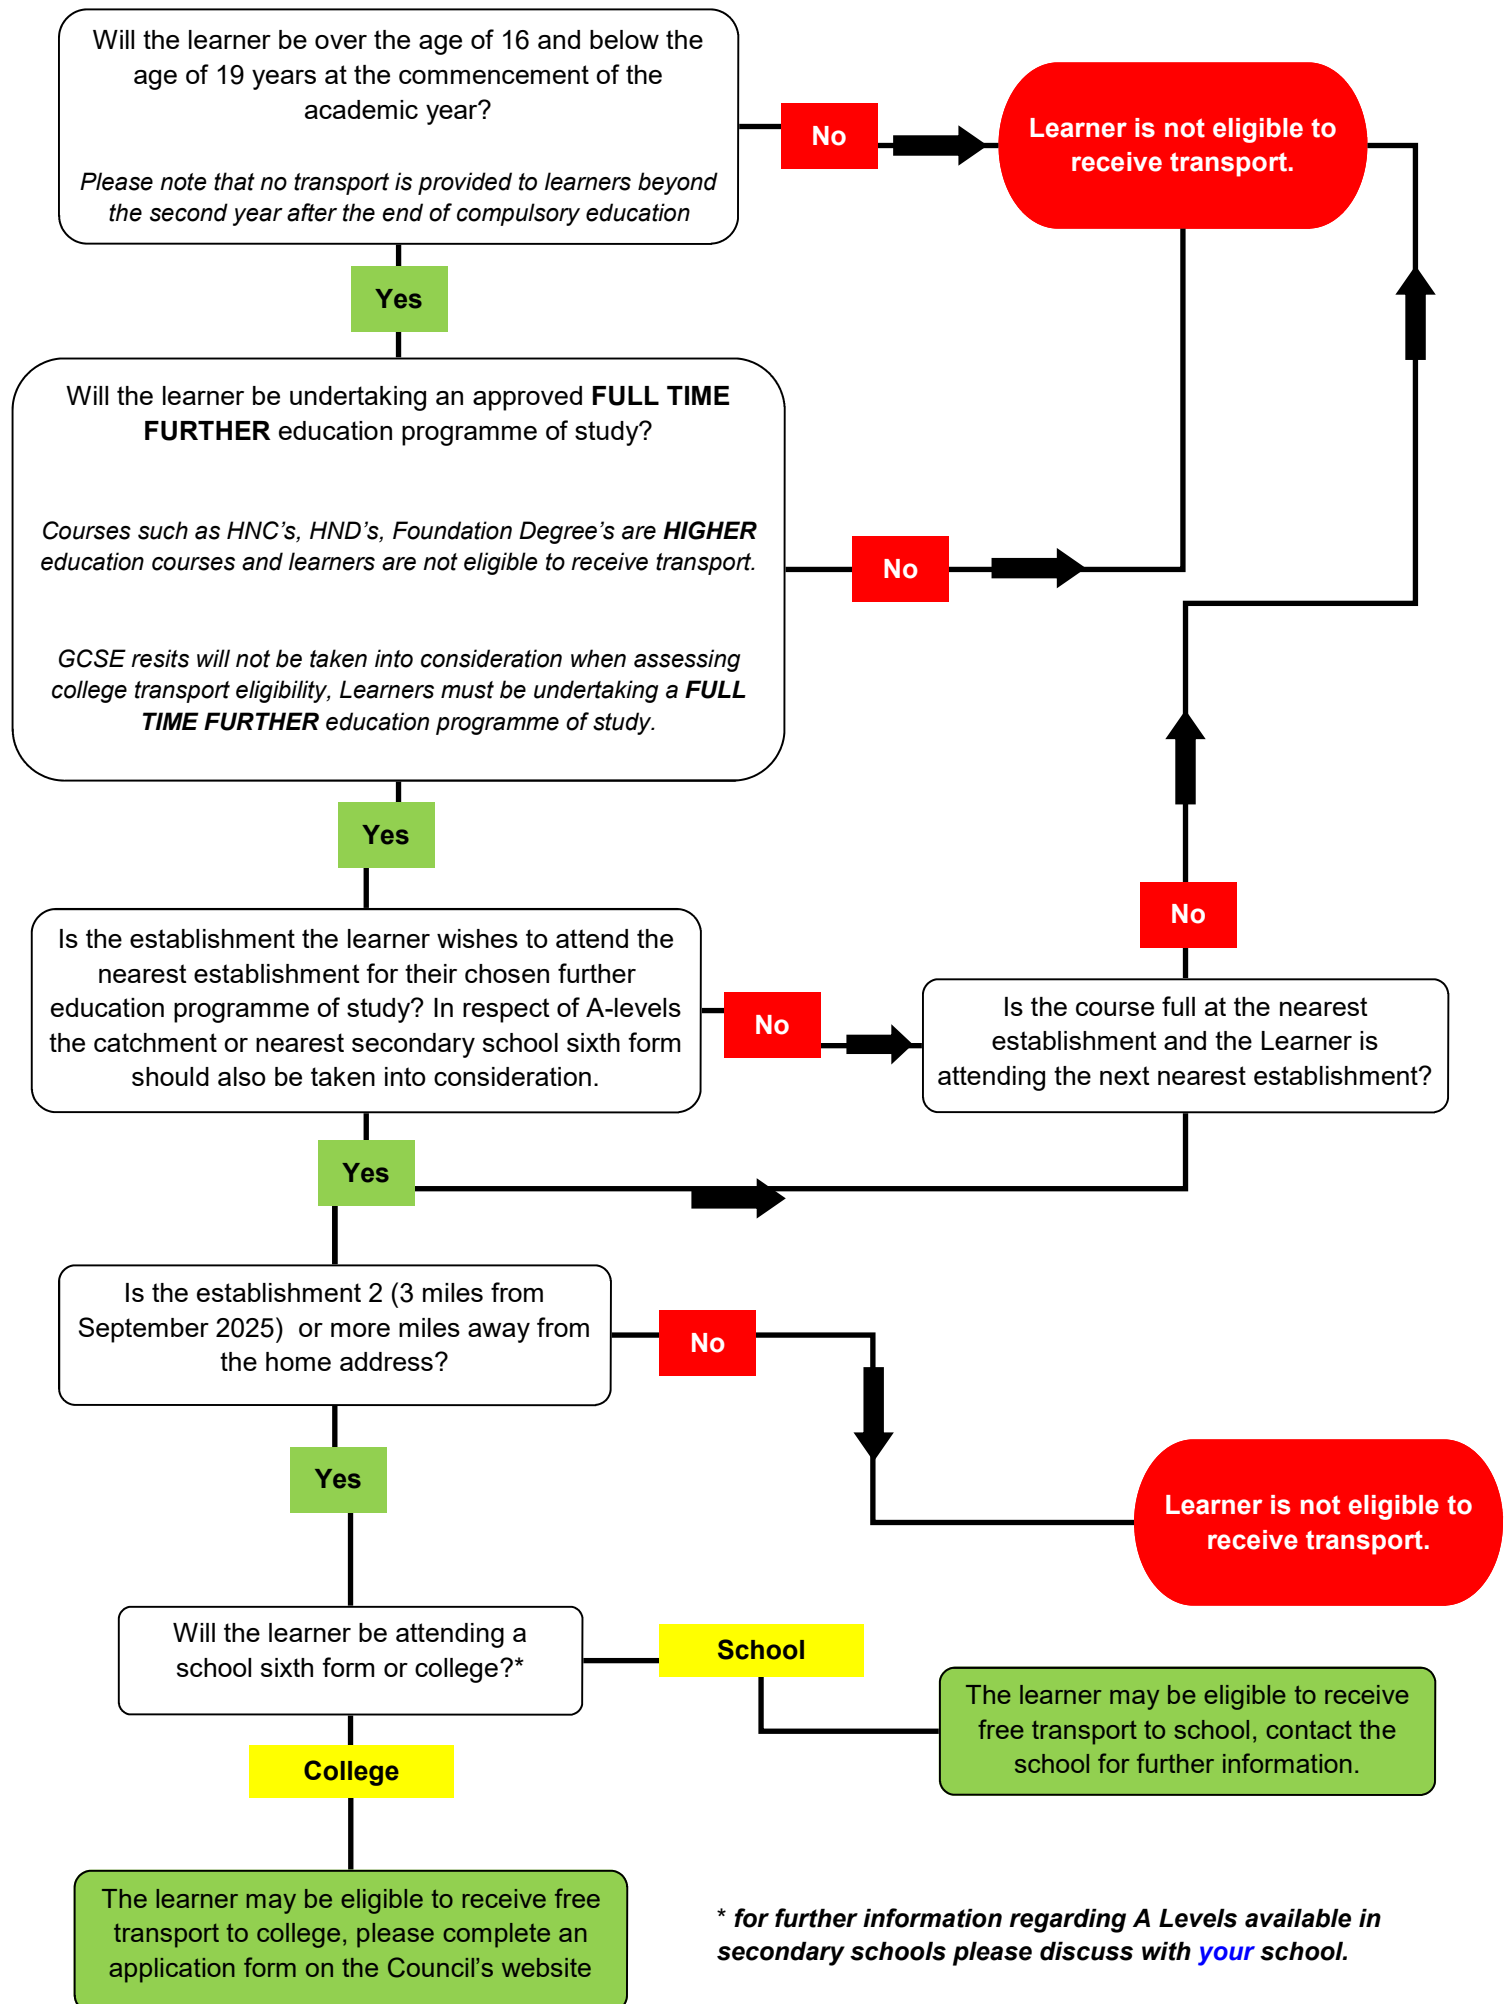 Will the learner be over the age of 16 and below the
age of 19 years at the commencement of the
academic year?
Please note that no transport is provided to learners beyond
the second year after the end of compulsory education
No
Learner is not eligible to
receive transport.
Yes
Will the learner be undertaking an approved FULL TIME
FURTHER education programme of study?
Courses such as HNC’s, HND’s, Foundation Degree’s are HIGHER
education courses and learners are not eligible to receive transport.
GCSE resits will not be taken into consideration when assessing
college transport eligibility, Learners must be undertaking a FULL
TIME FURTHER education programme of study.
No
Yes
Is the establishment the learner wishes to attend the
nearest establishment for their chosen further
education programme of study? In respect of A-levels
the catchment or nearest secondary school sixth form
should also be taken into consideration.
No
No
Is the course full at the nearest
establishment and the Learner is
attending the next nearest establishment?
Yes
Is the establishment 2 (3 miles from
September 2025)  or more miles away from
the home address?
No
Learner is not eligible to
receive transport.
Yes
Will the learner be attending a
school sixth form or college?*
School
The learner may be eligible to receive
free transport to school, contact the
school for further information.
College
The learner may be eligible to receive free
transport to college, please complete an
application form on the Council’s website
* for further information regarding A Levels available in
secondary schools please discuss with your school.